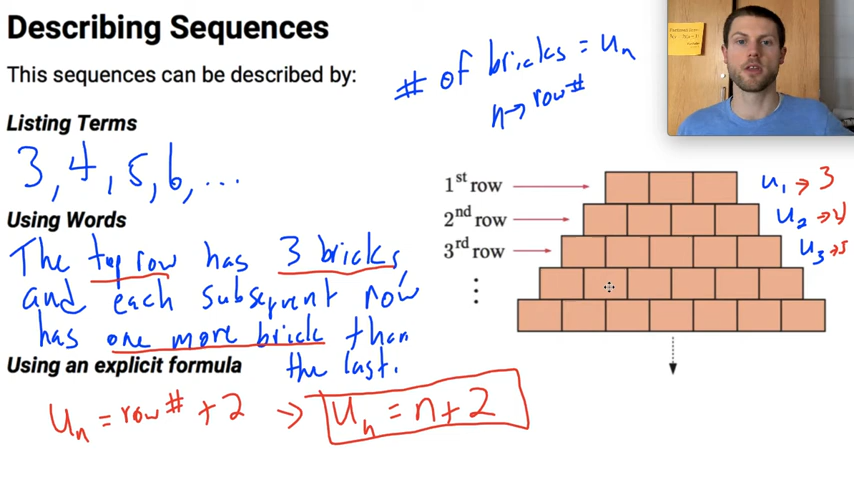 Describing Sequences
This sequences can be described by:
# of bricks = un
n → row #
Listing Terms
3, 4, 5, 6, ...
Using Words
The top row has 3 bricks,
and each subsequent row
has one more brick than
the last.
Using an explicit formula
un = row # + 2 → un = n + 2
1st row
2nd row
3rd row
⋮
u1 → 3
u2 → 4
u3 → 5